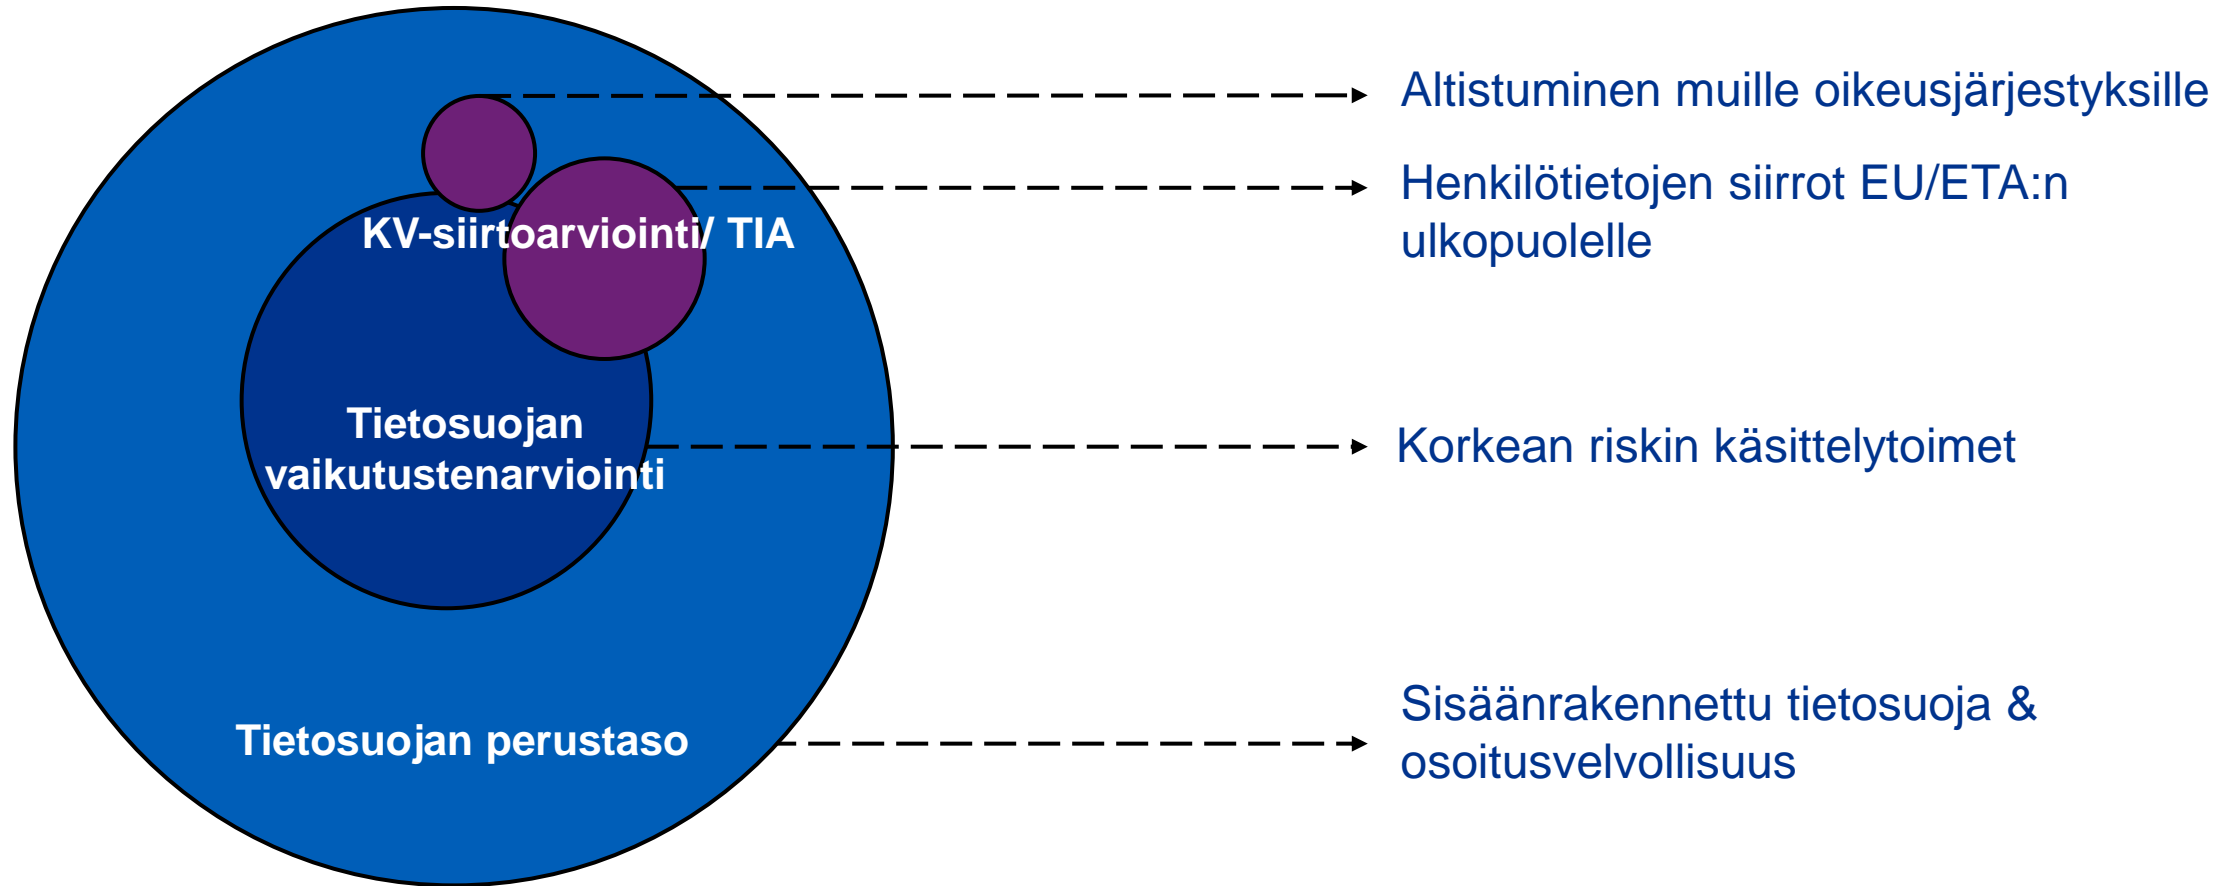 Altistuminen muille oikeusjärjestyksille
Henkilötietojen siirrot EU/ETA:n
ulkopuolelle
KV-siirtoarviointi/ TIA
Tietosuojan
vaikutustenarviointi
Korkean riskin käsittelytoimet
Tietosuojan perustaso
Sisäänrakennettu tietosuoja &
osoitusvelvollisuus